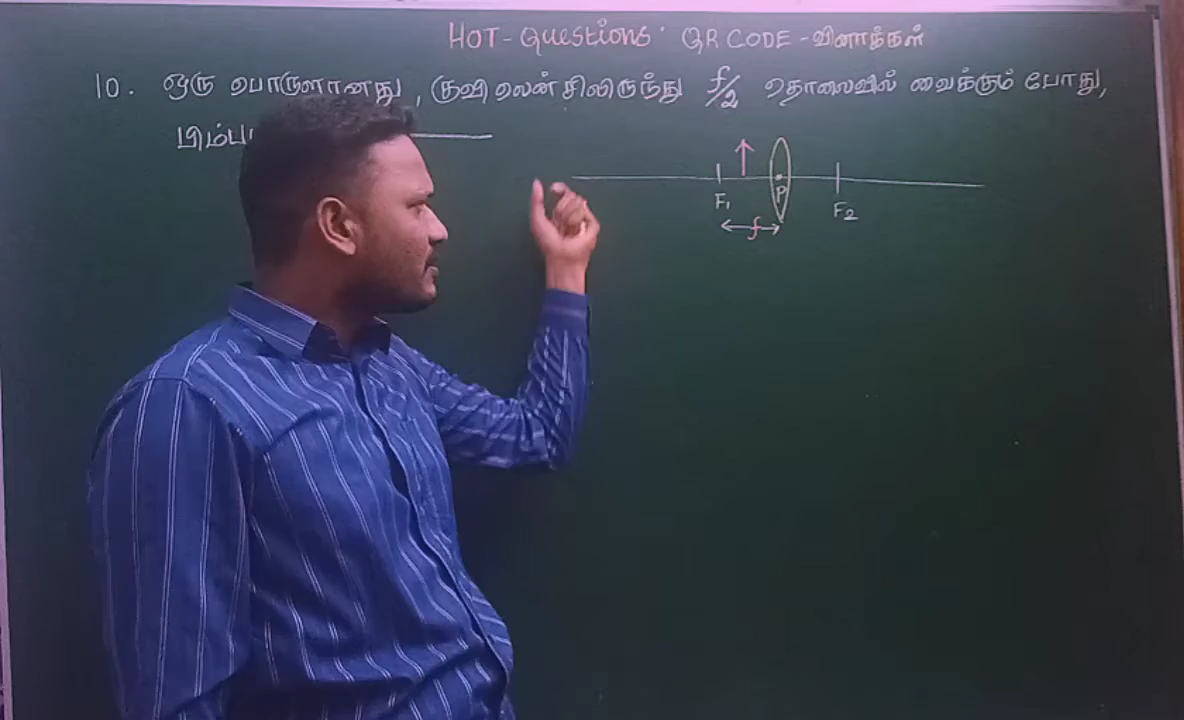 HOT - Questions. QR CODE - வினாக்கள்
10. ஒரு பொருளானது, குவி லென்சிலிருந்து f/2 தொலைவில் வைக்கும் போது,
F₁ P F₂
f